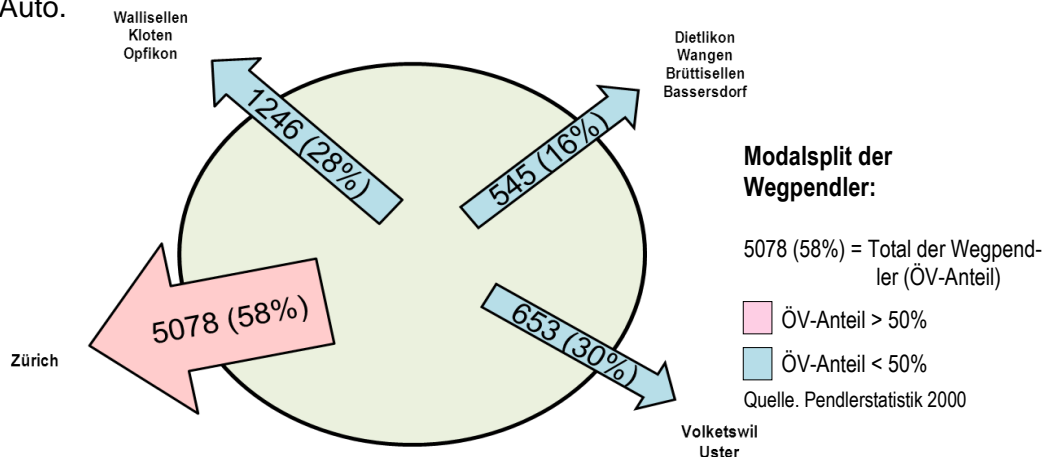 Auto.
Wallisellen
Kloten
Opfikon
Dietlikon
Wangen
Brüttisellen
Bassersdorf
1246 (28%)
545 (16%)
5078 (58%)
653 (30%)
Zürich
Volketswil
Uster
Modalsplit der
Wegpendler:
5078 (58%) = Total der Wegpend-
ler (ÖV-Anteil)
ÖV-Anteil > 50%
ÖV-Anteil < 50%
Quelle. Pendlerstatistik 2000